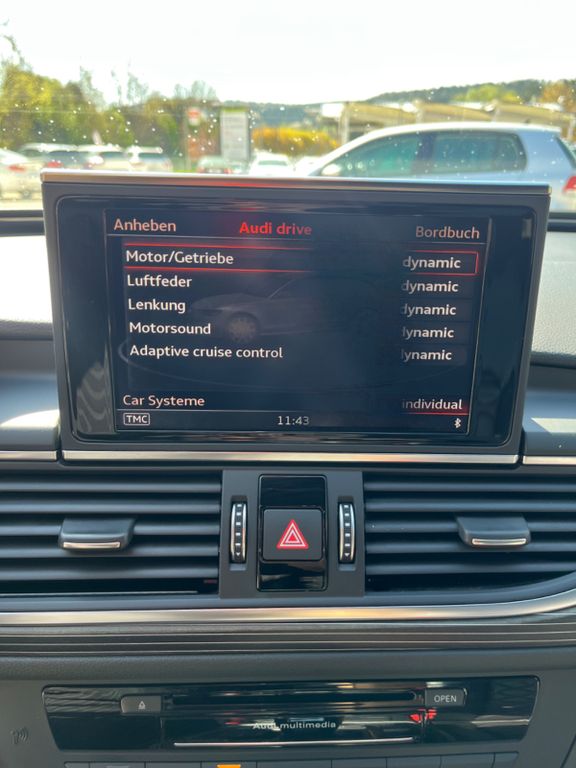 Anheben Audi drive Bordbuch
Motor/Getriebe dynamic
Luftfeder dynamic
Lenkung dynamic
Motorsound dynamic
Adaptive cruise control dynamic
Car Systeme individual
TMC 11:43
OPEN
Audi multimedia